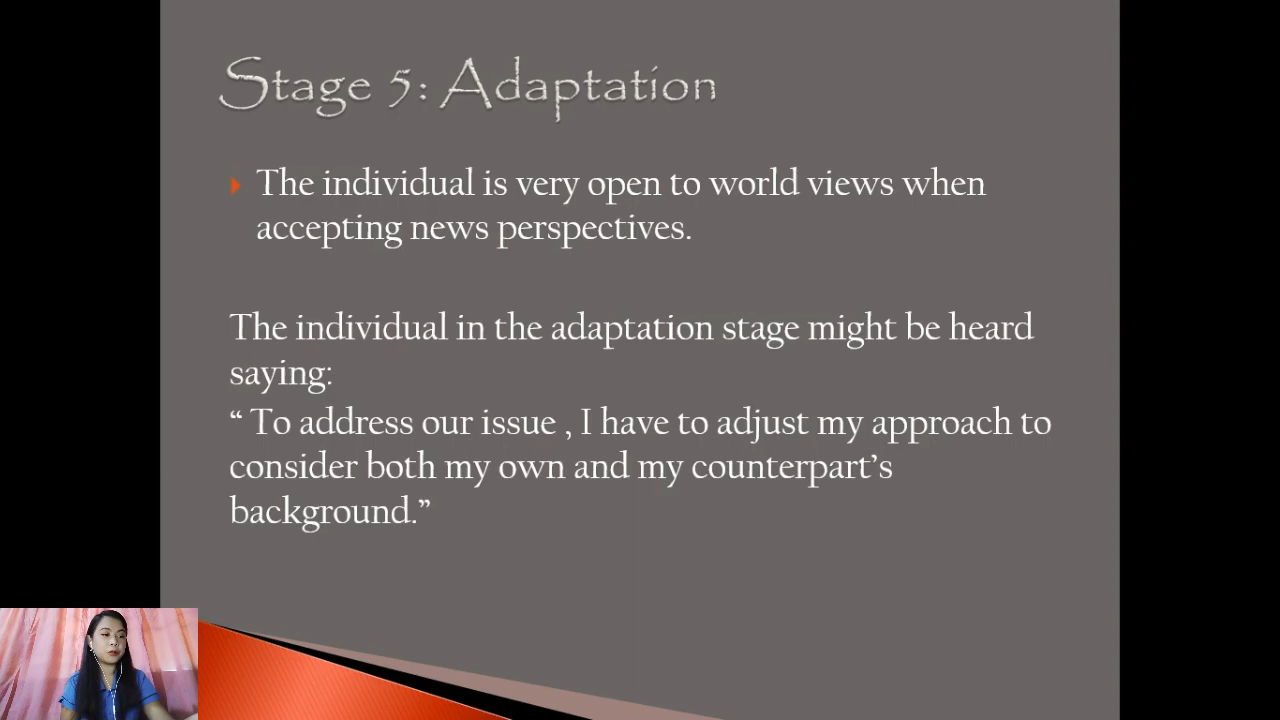 Stage 5: Adaptation
The individual is very open to world views when
accepting news perspectives.
The individual in the adaptation stage might be heard
saying:
“ To address our issue , I have to adjust my approach to
consider both my own and my counterpart’s
background.”